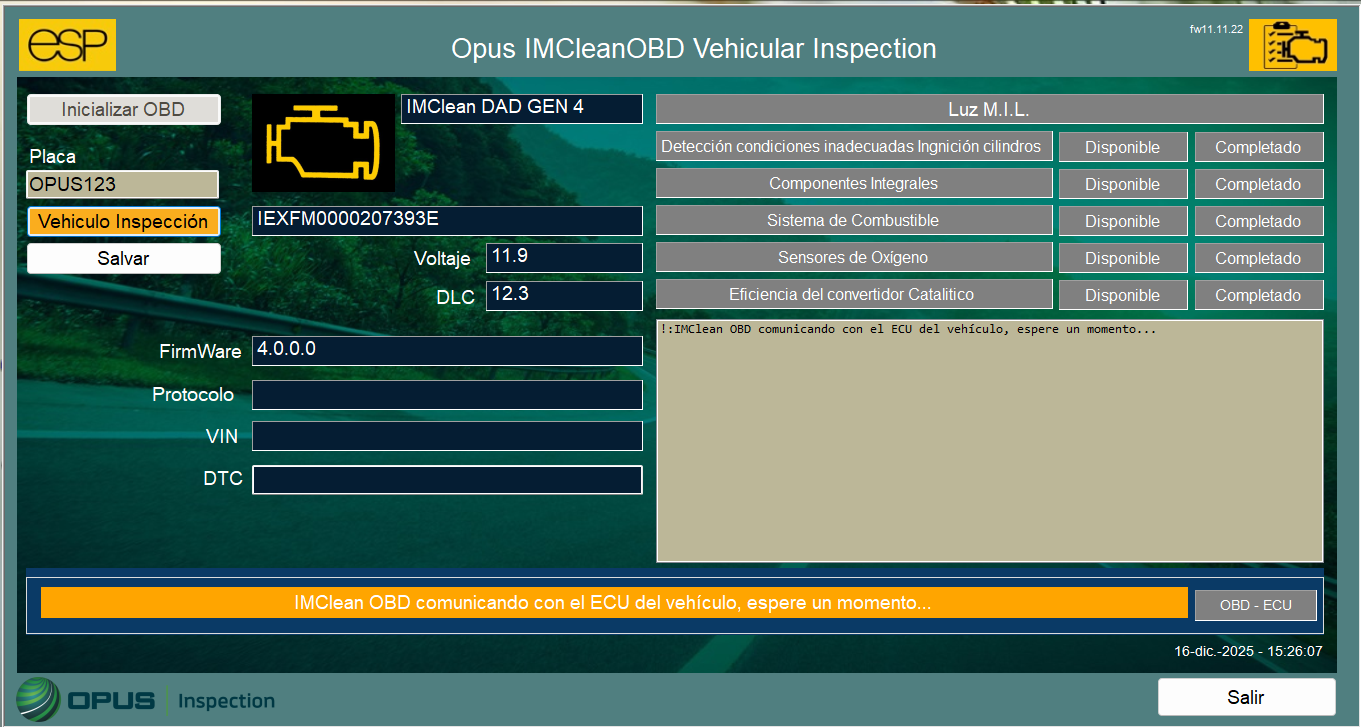 esp
Opus IMCleanOBD Vehicular Inspection
fw11.11.22
Inicializar OBD
IMClean DAD GEN 4
Placa
OPUS123
Vehiculo Inspección
IEXFM0000207393E
Salvar
Voltaje 11.9
DLC 12.3
FirmWare 4.0.0.0
Protocolo
VIN
DTC
Luz M.I.L.
Detección condiciones inadecuadas Ingnición cilindros Disponible Completado
Componentes Integrales Disponible Completado
Sistema de Combustible Disponible Completado
Sensores de Oxígeno Disponible Completado
Eficiencia del convertidor Catalitico Disponible Completado
!:IMClean OBD comunicando con el ECU del vehículo, espere un momento...
IMClean OBD comunicando con el ECU del vehículo, espere un momento...
OBD - ECU
16-dic.-2025 - 15:26:07
OPUS Inspection
Salir